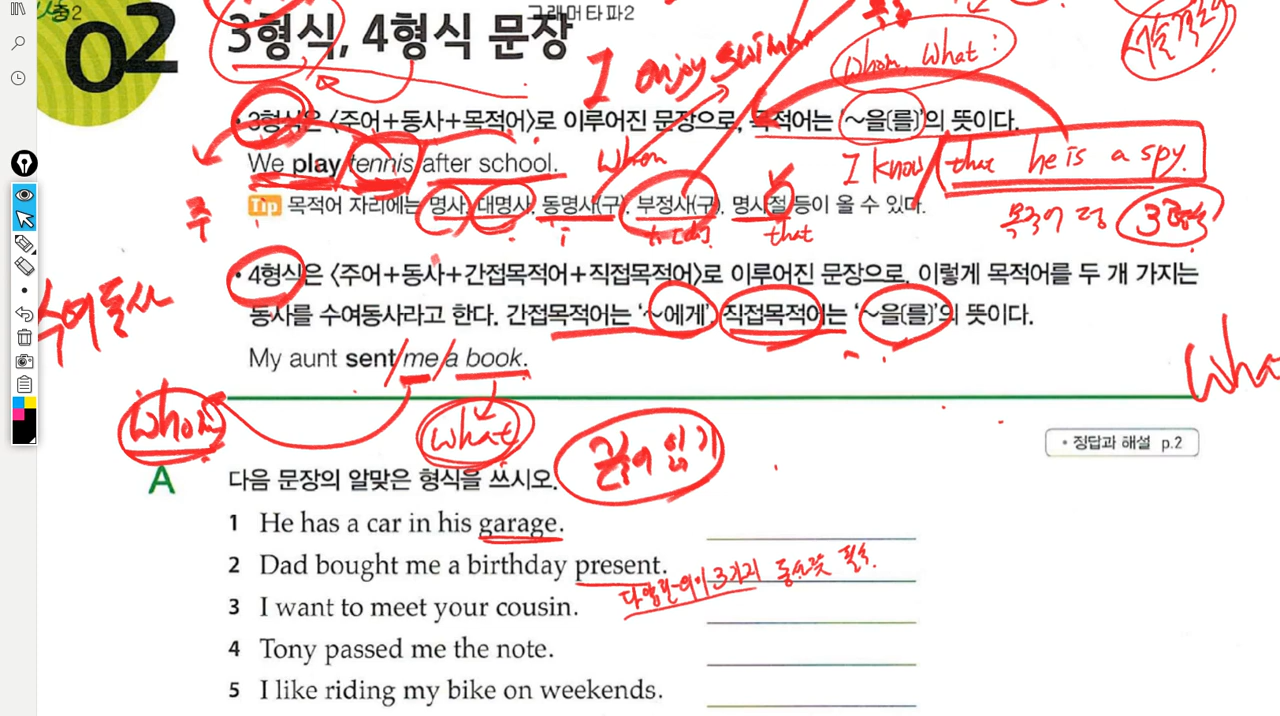 중2
그래머타파2
02
3형식, 4형식 문장
I enjoy
whom, what :
• 3형식은 〈주어+동사+목적어〉로 이루어진 문장으로, 목적어는 '~을(를)'의 뜻이다.
We play/tennis/after school.
whom
I know that he is a spy.
Tip 목적어 자리에는 명사, 대명사, 동명사(구), 부정사(구), 명사절 등이 올 수 있다.
주
that
3형식
• 4형식은 〈주어+동사+간접목적어+직접목적어〉로 이루어진 문장으로, 이렇게 목적어를 두 개 가지는
동사를 수여동사라고 한다. 간접목적어는 '~에게', 직접목적어는 '~을(를)'의 뜻이다.
수여동사
My aunt sent/me/a book.
What
whom
what
끊어 읽기
• 정답과 해설 p.2
A 다음 문장의 알맞은 형식을 쓰시오.
1 He has a car in his garage.
2 Dad bought me a birthday present.
3가지
3 I want to meet your cousin.
4 Tony passed me the note.
5 I like riding my bike on weekends.